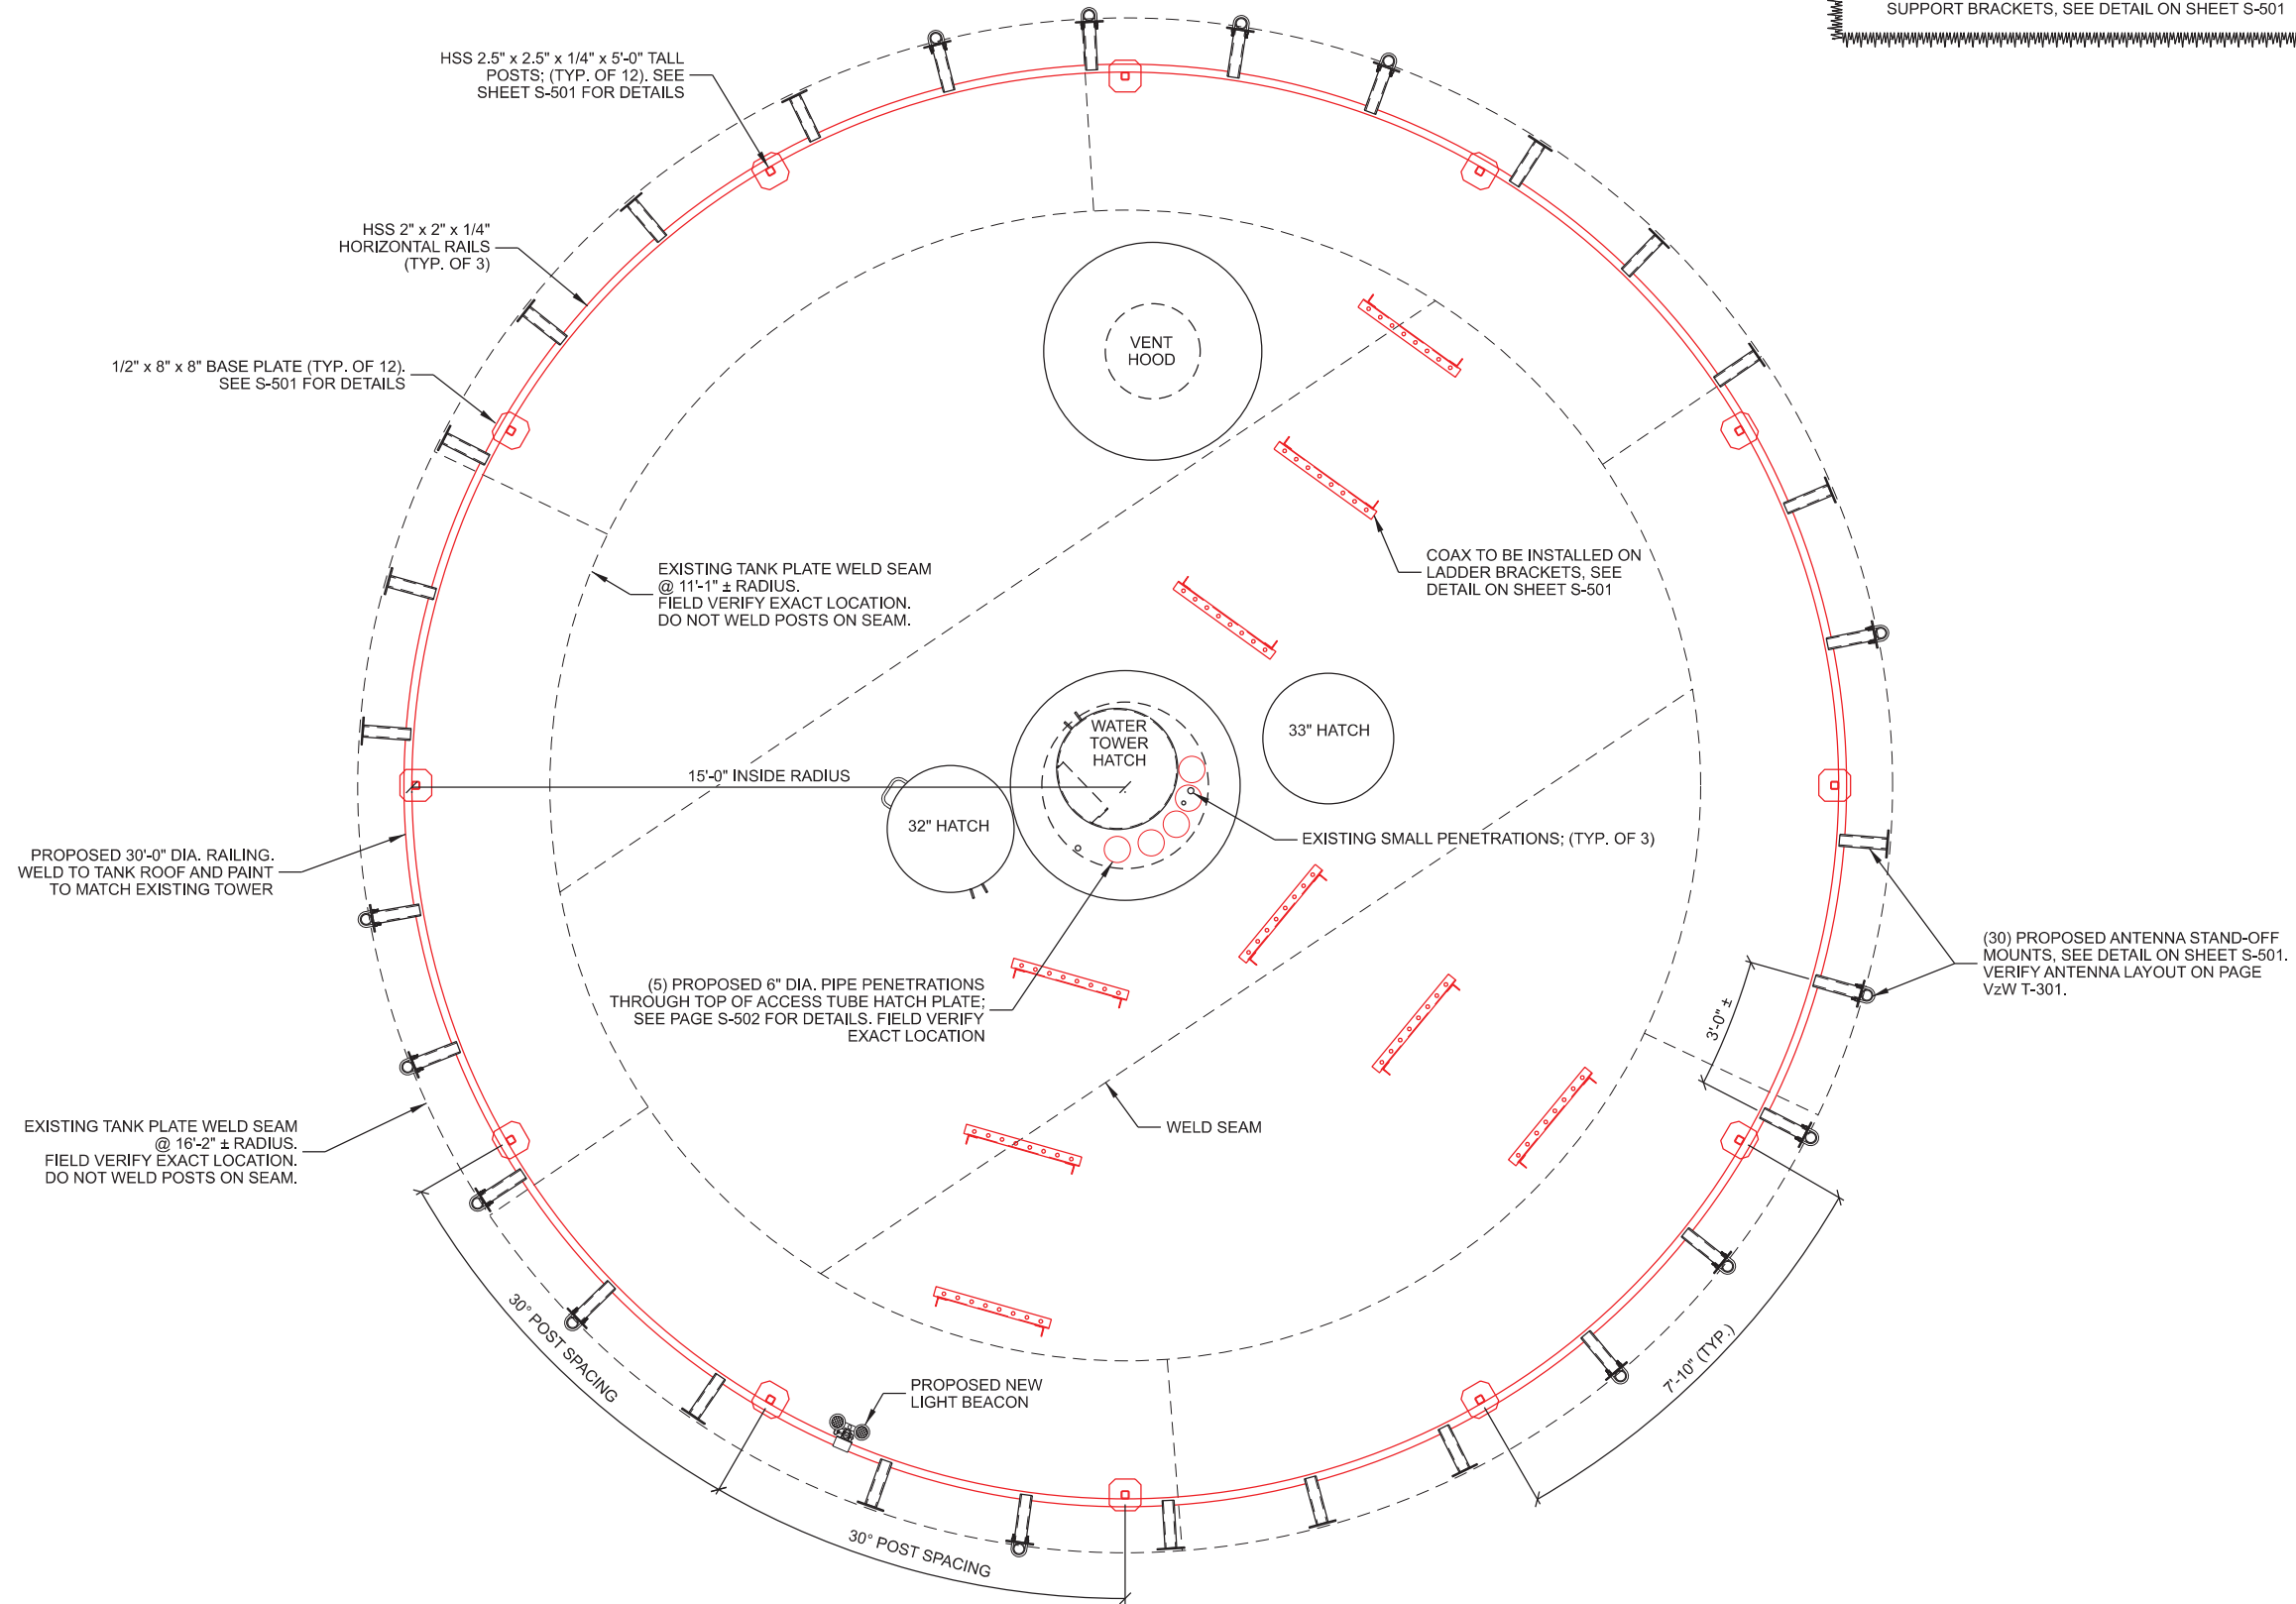 SUPPORT BRACKETS, SEE DETAIL ON SHEET S-501
HSS 2.5" x 2.5" x 1/4" x 5'-0" TALL
POSTS; (TYP. OF 12). SEE
SHEET S-501 FOR DETAILS
HSS 2" x 2" x 1/4"
HORIZONTAL RAILS
(TYP. OF 3)
1/2" x 8" x 8" BASE PLATE (TYP. OF 12).
SEE S-501 FOR DETAILS
VENT
HOOD
EXISTING TANK PLATE WELD SEAM
@ 11'-1" ± RADIUS.
FIELD VERIFY EXACT LOCATION.
DO NOT WELD POSTS ON SEAM.
COAX TO BE INSTALLED ON
LADDER BRACKETS, SEE
DETAIL ON SHEET S-501
WATER
TOWER
HATCH
33" HATCH
15'-0" INSIDE RADIUS
32" HATCH
EXISTING SMALL PENETRATIONS; (TYP. OF 3)
PROPOSED 30'-0" DIA. RAILING.
WELD TO TANK ROOF AND PAINT
TO MATCH EXISTING TOWER
(30) PROPOSED ANTENNA STAND-OFF
MOUNTS, SEE DETAIL ON SHEET S-501.
VERIFY ANTENNA LAYOUT ON PAGE
VzW T-301.
(5) PROPOSED 6" DIA. PIPE PENETRATIONS
THROUGH TOP OF ACCESS TUBE HATCH PLATE;
SEE PAGE S-502 FOR DETAILS. FIELD VERIFY
EXACT LOCATION
3'-0" ±
EXISTING TANK PLATE WELD SEAM
@ 16'-2" ± RADIUS.
FIELD VERIFY EXACT LOCATION.
DO NOT WELD POSTS ON SEAM.
WELD SEAM
30° POST SPACING
PROPOSED NEW
LIGHT BEACON
7'-10" (TYP.)
30° POST SPACING